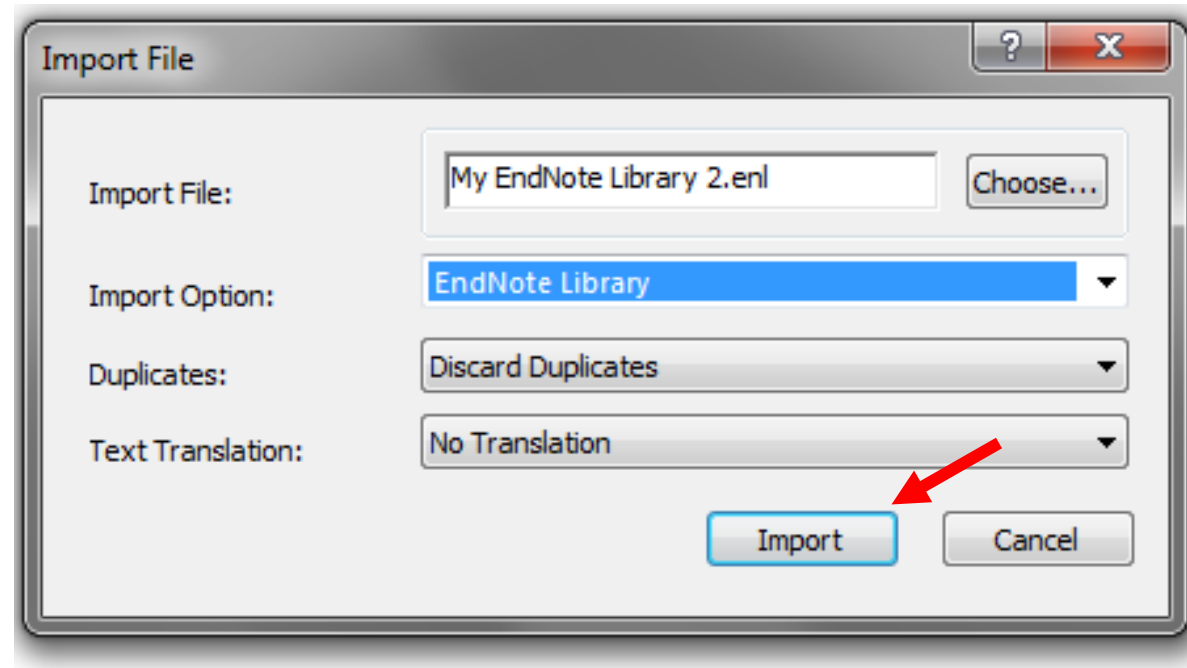 Import File
Import File: My EndNote Library 2.enl Choose...
Import Option: EndNote Library
Duplicates: Discard Duplicates
Text Translation: No Translation
Import Cancel